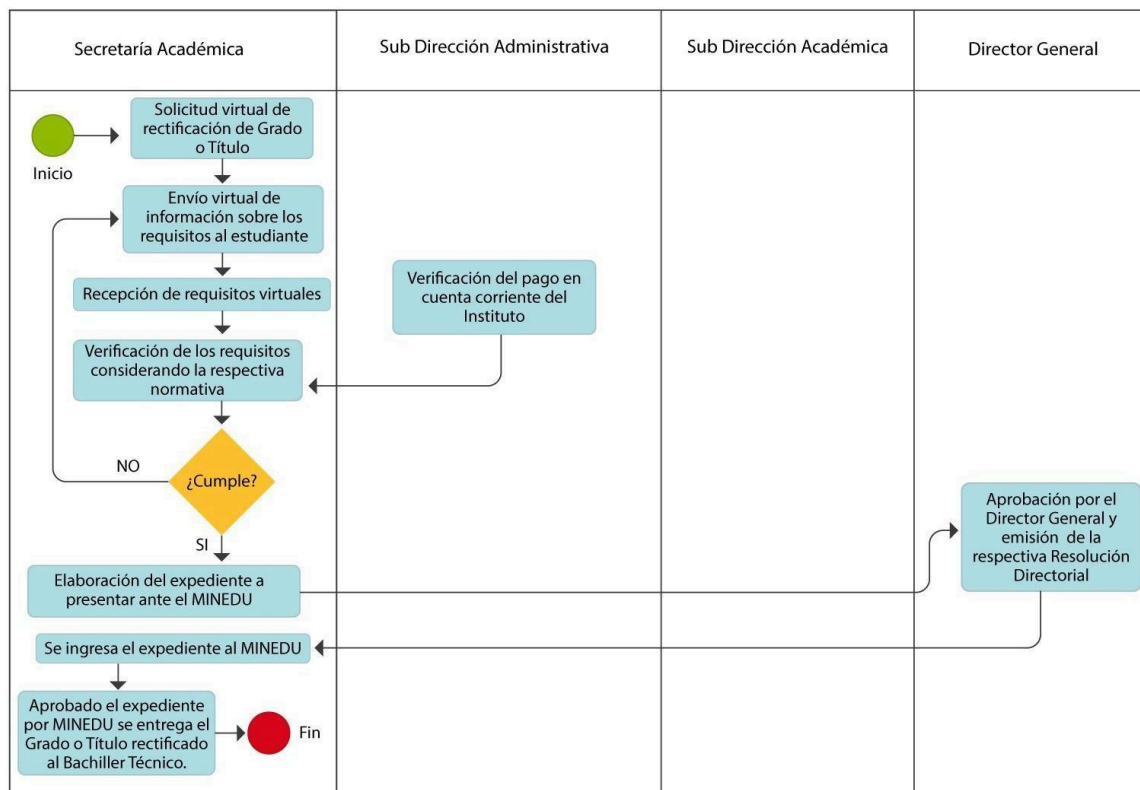 Secretaría Académica
Sub Dirección Administrativa
Sub Dirección Académica
Director General
Inicio
Solicitud virtual de
rectificación de Grado
o Título
Envío virtual de
información sobre los
requisitos al estudiante
Recepción de requisitos virtuales
Verificación del pago en
cuenta corriente del
Instituto
Verificación de los requisitos
considerando la respectiva
normativa
¿Cumple?
NO
SI
Elaboración del expediente a
presentar ante el MINEDU
Aprobación por el
Director General y
emisión de la
respectiva Resolución
Directorial
Se ingresa el expediente al MINEDU
Aprobado el expediente
por MINEDU se entrega el
Grado o Título rectificado
al Bachiller Técnico.
Fin